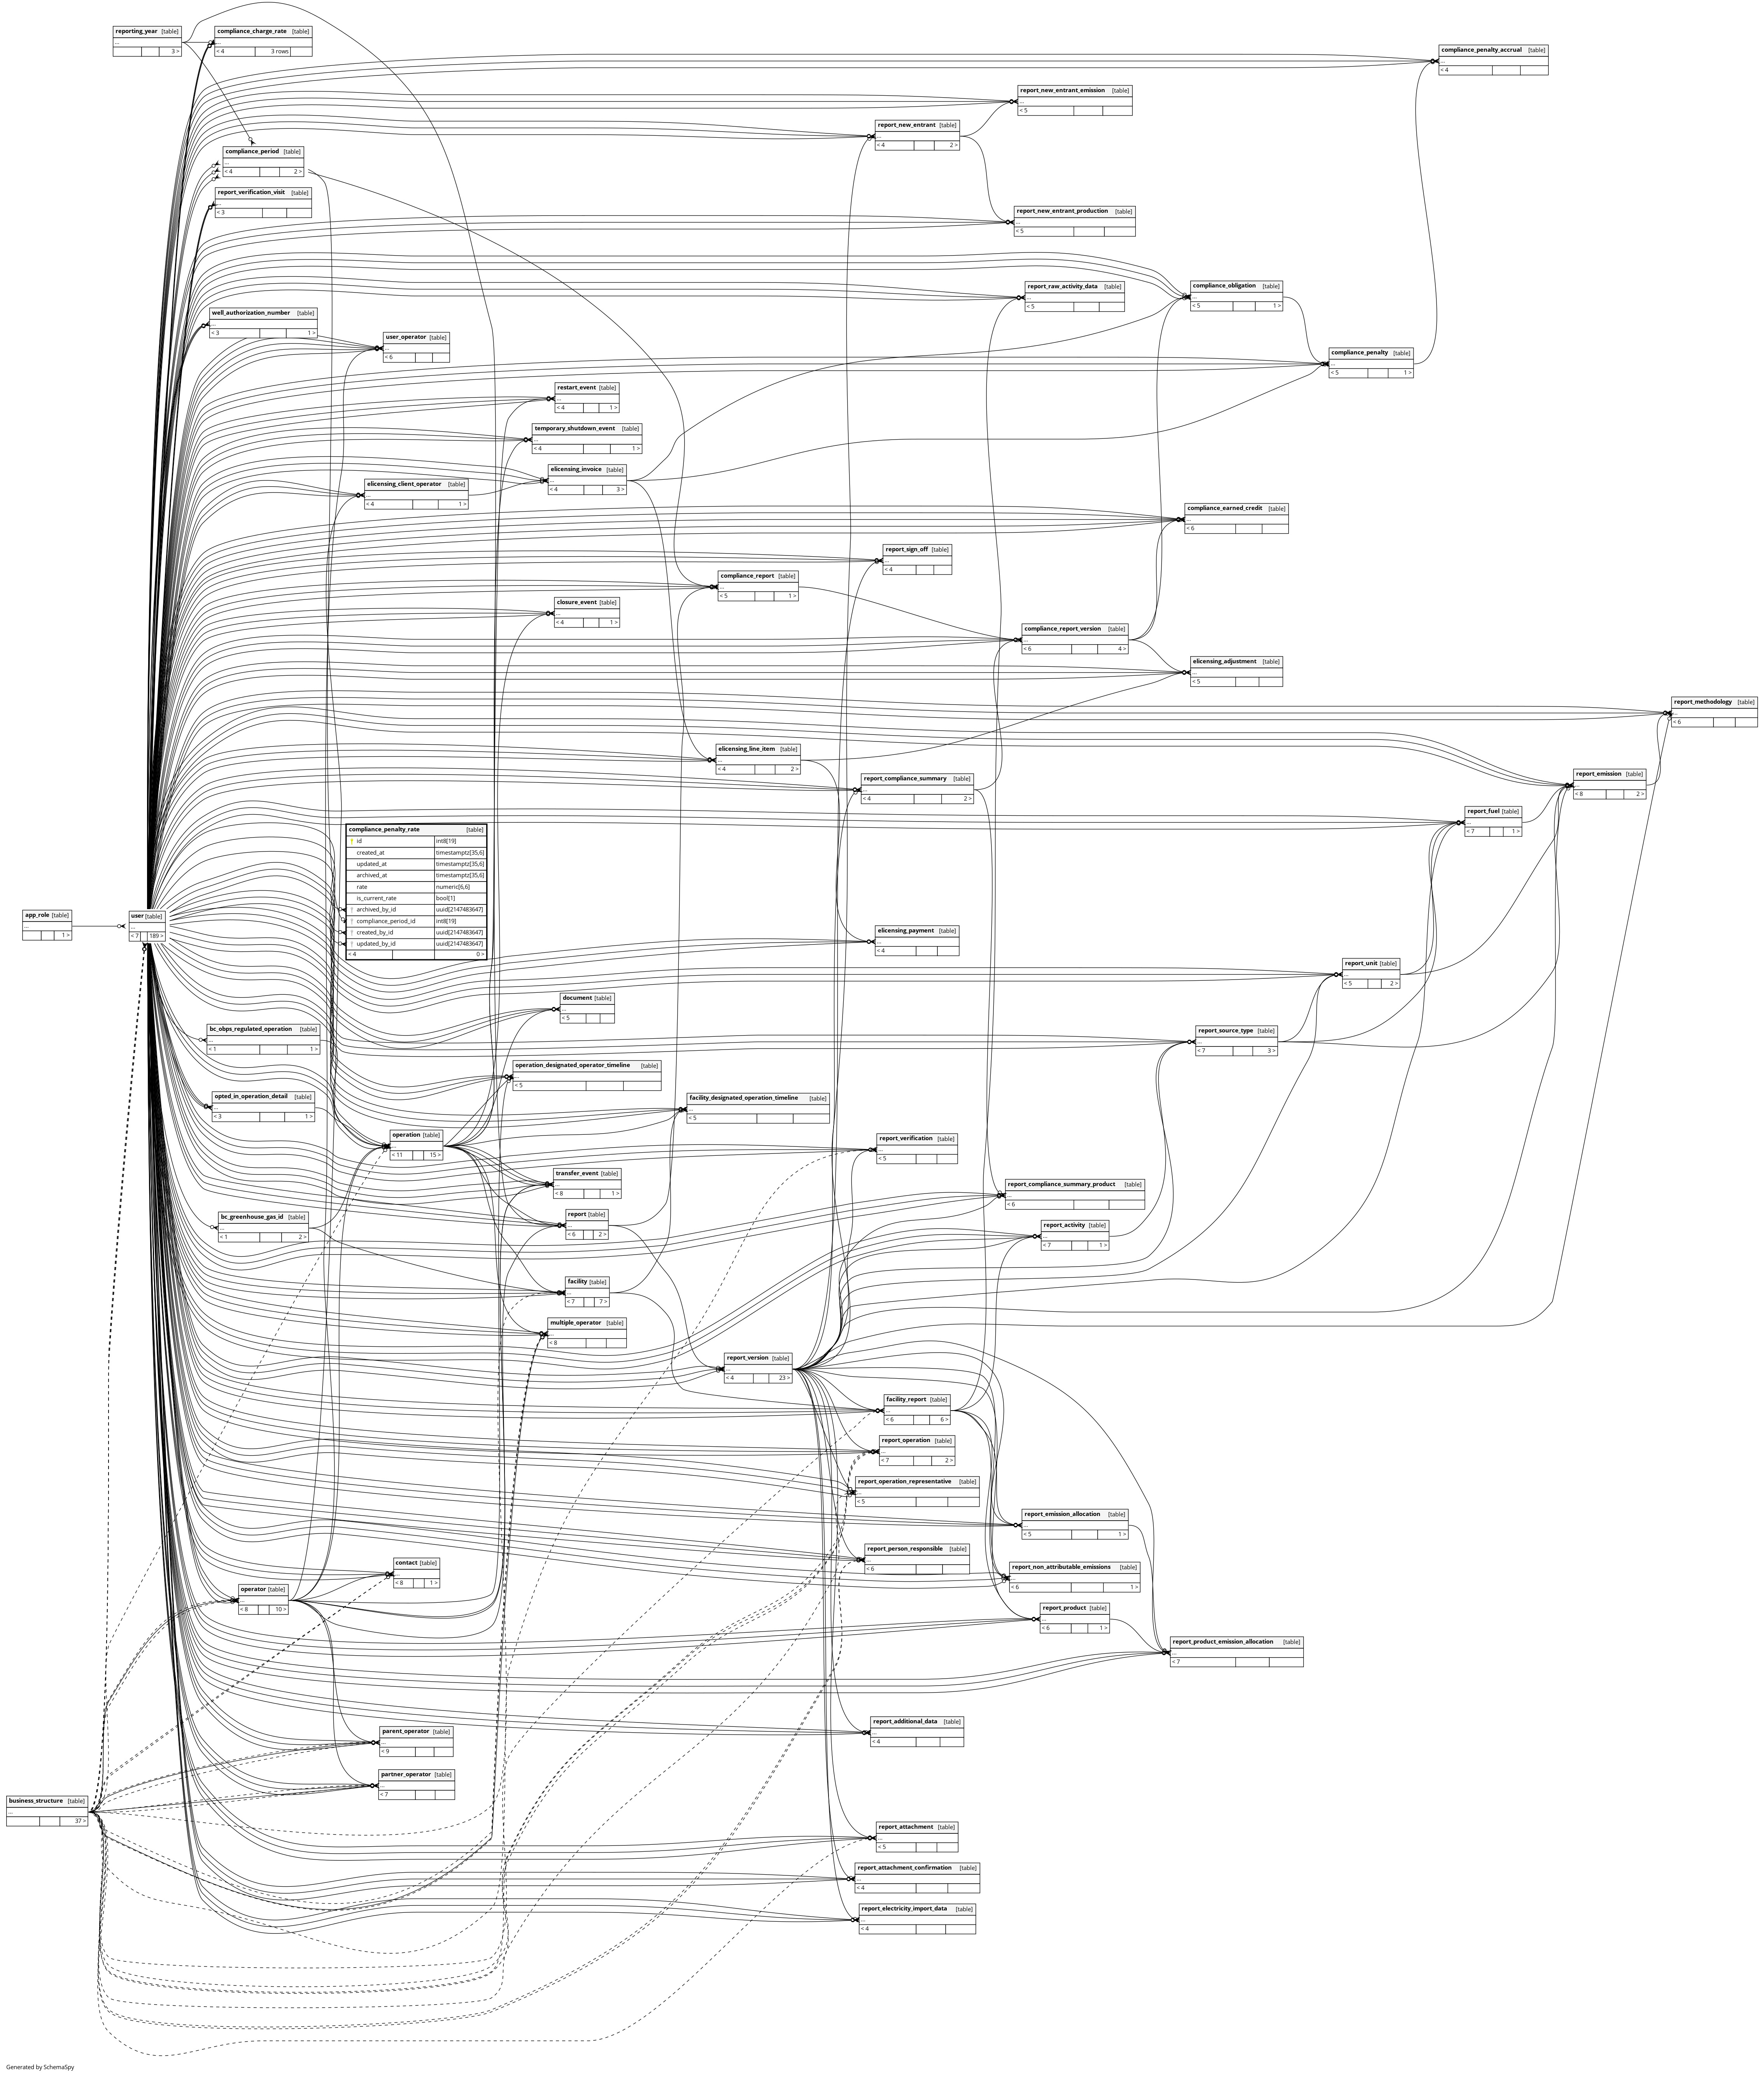 reporting_year [table]
...
3 >
compliance_charge_rate [table]
...
< 4 3 rows
compliance_penalty_accrual [table]
...
< 4
report_new_entrant_emission [table]
...
< 5
report_new_entrant [table]
...
< 4 2 >
compliance_period [table]
...
< 4 2 >
report_verification_visit [table]
...
< 3
report_new_entrant_production [table]
...
< 5
report_raw_activity_data [table]
...
< 5
compliance_obligation [table]
...
< 5 1 >
well_authorization_number [table]
...
< 3 1 >
user_operator [table]
...
< 6
compliance_penalty [table]
...
< 5 1 >
restart_event [table]
...
< 4 1 >
temporary_shutdown_event [table]
...
< 4 1 >
elicensing_invoice [table]
...
< 4 3 >
elicensing_client_operator [table]
...
< 4 1 >
compliance_earned_credit [table]
...
< 6
report_sign_off [table]
...
< 4
compliance_report [table]
...
< 5 1 >
closure_event [table]
...
< 4 1 >
compliance_report_version [table]
...
< 6 4 >
elicensing_adjustment [table]
...
< 5
report_methodology [table]
...
< 6
elicensing_line_item [table]
...
< 4 2 >
report_emission [table]
...
< 8 2 >
report_compliance_summary [table]
...
< 4 2 >
report_fuel [table]
...
< 7 1 >
compliance_penalty_rate [table]
id int8[19]
created_at timestamptz[35,6]
updated_at timestamptz[35,6]
archived_at timestamptz[35,6]
rate numeric[6,6]
is_current_rate bool[1]
archived_by_id uuid[2147483647]
compliance_period_id int8[19]
created_by_id uuid[2147483647]
updated_by_id uuid[2147483647]
< 4 0 >
app_role [table]
...
1 >
user [table]
...
< 7 189 >
elicensing_payment [table]
...
< 4
report_unit [table]
...
< 5 2 >
document [table]
...
< 5
bc_obps_regulated_operation [table]
...
< 1 1 >
report_source_type [table]
...
< 7 3 >
operation_designated_operator_timeline [table]
...
< 5
opted_in_operation_detail [table]
...
< 3 1 >
facility_designated_operation_timeline [table]
...
< 5
operation [table]
...
< 11 15 >
report_verification [table]
...
< 5
transfer_event [table]
...
< 8 1 >
report_compliance_summary_product [table]
...
< 6
bc_greenhouse_gas_id [table]
...
< 1 2 >
report [table]
...
< 6 2 >
report_activity [table]
...
< 7 1 >
facility [table]
...
< 7 7 >
multiple_operator [table]
...
< 8
report_version [table]
...
< 4 23 >
facility_report [table]
...
< 6 6 >
report_operation [table]
...
< 7 2 >
report_operation_representative [table]
...
< 5
report_emission_allocation [table]
...
< 5 1 >
report_person_responsible [table]
...
< 6
contact [table]
...
< 8 1 >
report_non_attributable_emissions [table]
...
< 6 1 >
operator [table]
...
< 8 10 >
report_product [table]
...
< 6 1 >
report_product_emission_allocation [table]
...
< 7
report_additional_data [table]
...
< 4
parent_operator [table]
...
< 9
partner_operator [table]
...
< 7
business_structure [table]
...
37 >
report_attachment [table]
...
< 5
report_attachment_confirmation [table]
...
< 4
report_electricity_import_data [table]
...
< 4
Generated by SchemaSpy